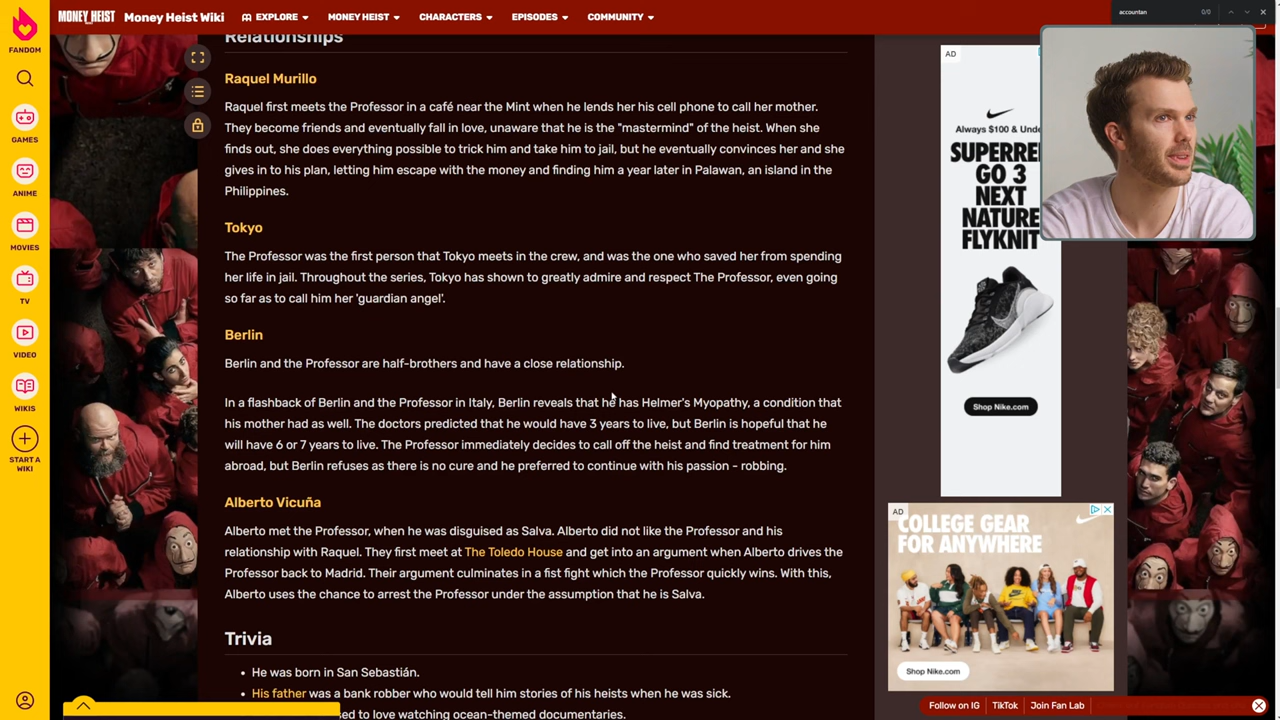 MONEY HEIST
Money Heist Wiki
EXPLORE
MONEY HEIST
CHARACTERS
EPISODES
COMMUNITY
accountan
0/0
FANDOM
GAMES
ANIME
MOVIES
TV
VIDEO
WIKIS
START A
WIKI
Relationships
Raquel Murillo
Raquel first meets the Professor in a café near the Mint when he lends her his cell phone to call her mother.
They become friends and eventually fall in love, unaware that he is the "mastermind" of the heist. When she
finds out, she does everything possible to trick him and take him to jail, but he eventually convinces her and she
gives in to his plan, letting him escape with the money and finding him a year later in Palawan, an island in the
Philippines.
Tokyo
The Professor was the first person that Tokyo meets in the crew, and was the one who saved her from spending
her life in jail. Throughout the series, Tokyo has shown to greatly admire and respect The Professor, even going
so far as to call him her 'guardian angel'.
Berlin
Berlin and the Professor are half-brothers and have a close relationship.
In a flashback of Berlin and the Professor in Italy, Berlin reveals that he has Helmer's Myopathy, a condition that
his mother had as well. The doctors predicted that he would have 3 years to live, but Berlin is hopeful that he
will have 6 or 7 years to live. The Professor immediately decides to call off the heist and find treatment for him
abroad, but Berlin refuses as there is no cure and he preferred to continue with his passion - robbing.
Alberto Vicuña
Alberto met the Professor, when he was disguised as Salva. Alberto did not like the Professor and his
relationship with Raquel. They first meet at The Toledo House and get into an argument when Alberto drives the
Professor back to Madrid. Their argument culminates in a fist fight which the Professor quickly wins. With this,
Alberto uses the chance to arrest the Professor under the assumption that he is Salva.
Trivia
• He was born in San Sebastián.
• His father was a bank robber who would tell him stories of his heists when he was sick.
sed to love watching ocean-themed documentaries.
AD
Always $100 & Unde
SUPERRE
GO 3
NEXT
NATURE
FLYKNIT
Shop Nike.com
AD
COLLEGE GEAR
FOR ANYWHERE
Shop Nike.com
Follow on IG
TikTok
Join Fan Lab